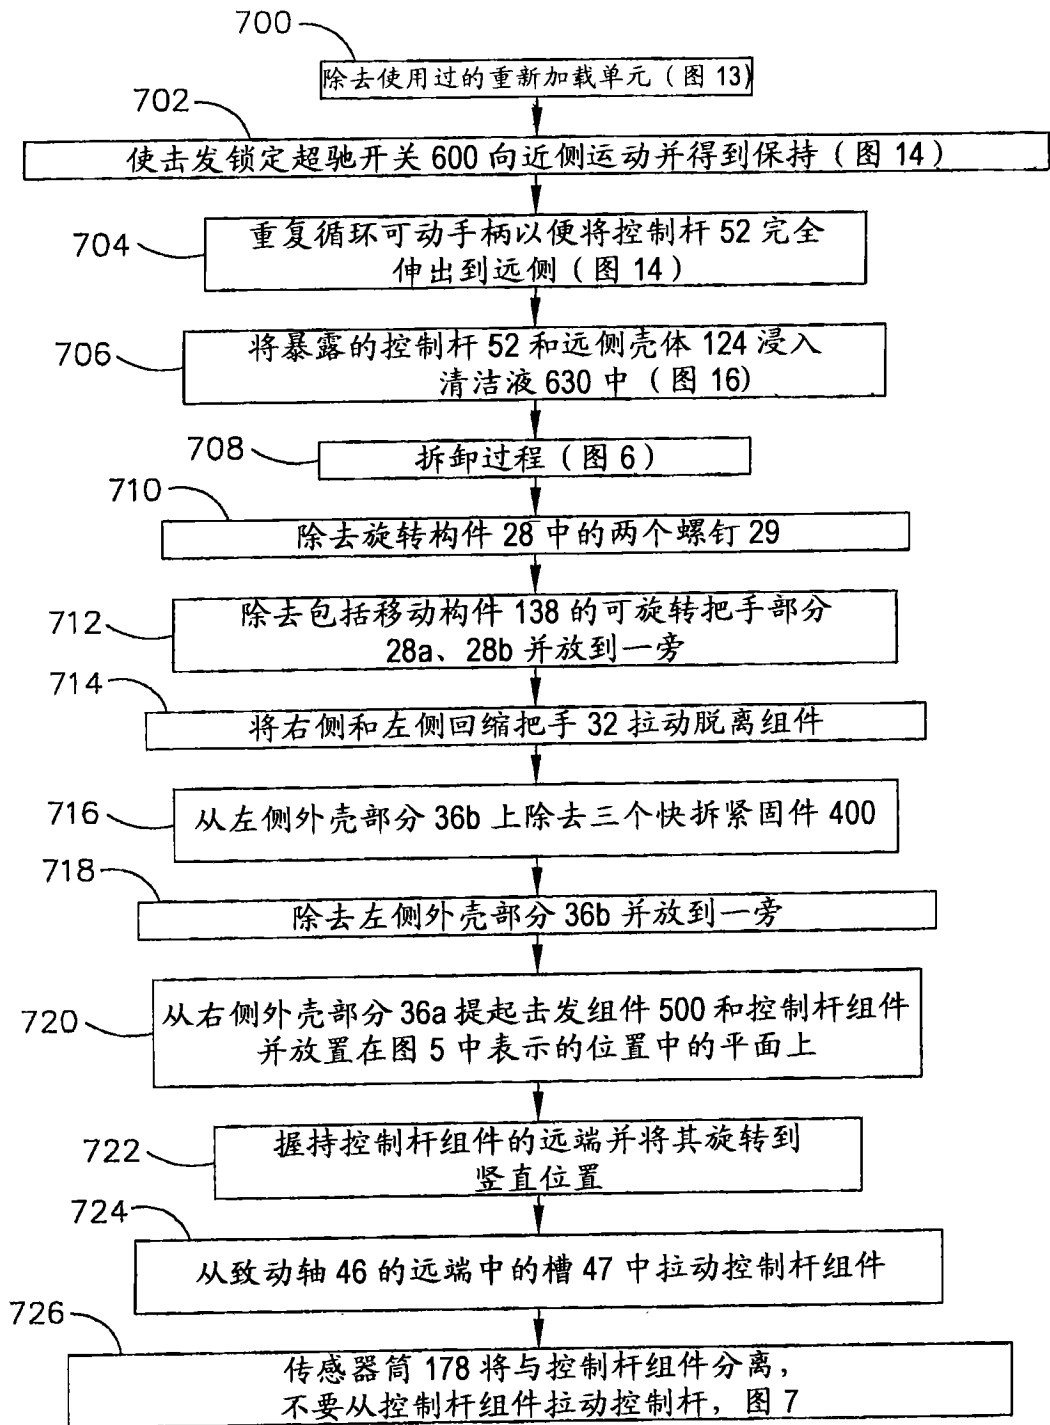 700
除去使用过的重新加载单元(图 13)
702
使击发锁定超驰开关 600 向近侧运动并得到保持(图 14)
704
重复循环可动手柄以便将控制杆 52 完全
伸出到远侧(图 14)
706
将暴露的控制杆 52 和远侧壳体 124 浸入
清洁液 630 中 (图 16)
708
拆卸过程(图 6)
710
除去旋转构件 28 中的两个螺钉 29
712
除去包括移动构件 138 的可旋转把手部分
28a、28b 并放到一旁
714
将右侧和左侧回缩把手 32 拉动脱离组件
716
从左侧外壳部分 36b 上除去三个快拆紧固件 400
718
除去左侧外壳部分 36b 并放到一旁
720
从右侧外壳部分 36a 提起击发组件 500 和控制杆组件
并放置在图 5 中表示的位置中的平面上
722
握持控制杆组件的远端并将其旋转到
竖直位置
724
从致动轴 46 的远端中的槽 47 中拉动控制杆组件
726
传感器筒 178 将与控制杆组件分离,
不要从控制杆组件拉动控制杆, 图 7